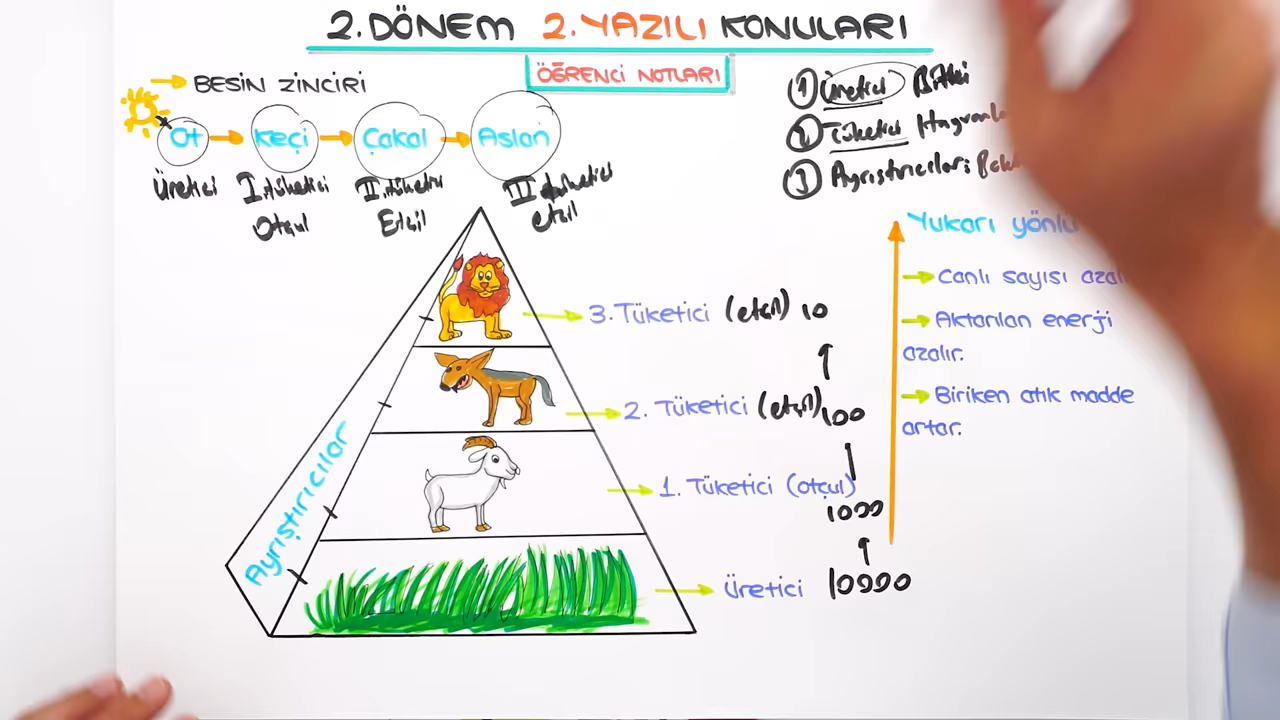 2.DÖNEM 2.YAZILI KONULARI
ÖĞRENCİ NOTLARI
BESİN ZİNCİRİ
Ot Keçi Çakal Aslan
Üretici I.tüketici II.tüketici III tüketici
Otçul Etçil etçil
1 Üretici Bitki
2 Tüketici
3 Ayrıştırıcılar:
Yukarı yönlü
Canlı sayısı
Aktarılan enerji
azalır.
Biriken atık madde
artar.
3.Tüketici (etçil) 10
2. Tüketici (etçil) 100
1. Tüketici (otçul)
1000
Üretici 10000
Ayrıştırıcılar